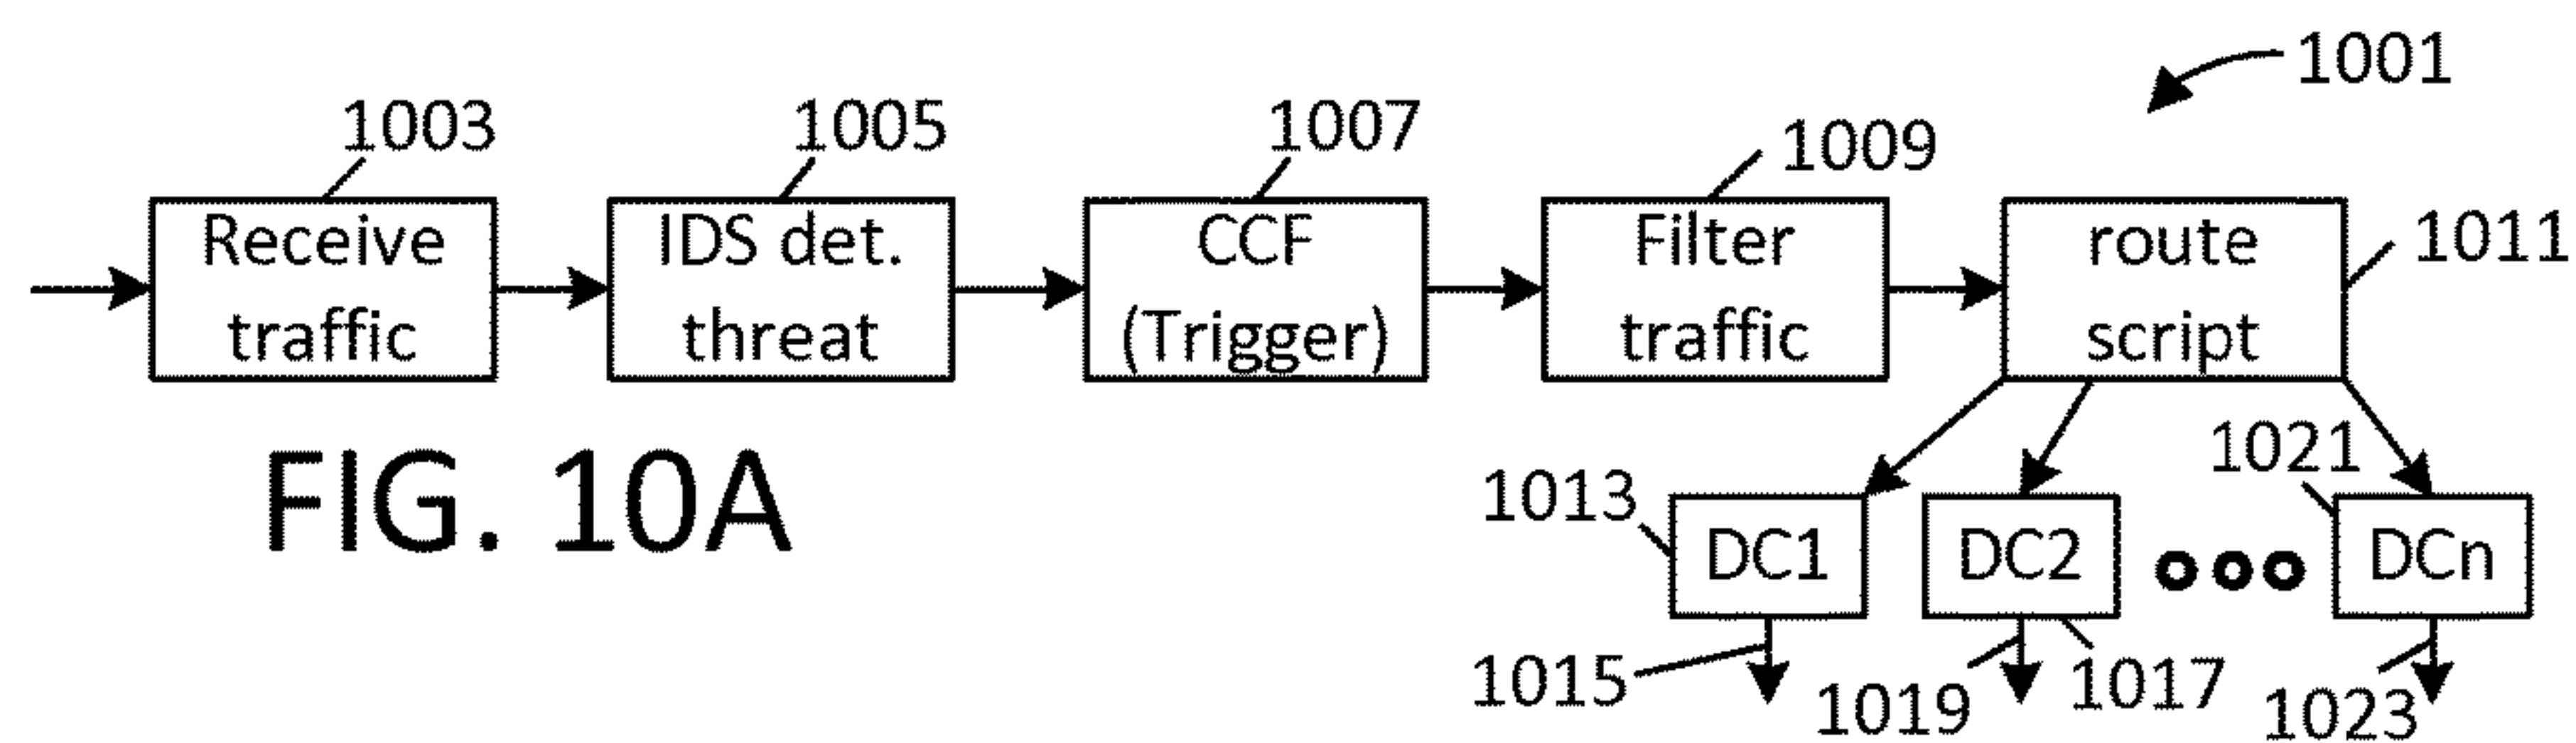 1001
1003
1005
1007
1009
Receive
traffic
IDS det.
threat
CCF
(Trigger)
Filter
traffic
route
script
1011
FIG. 10A
1013
DC1
DC2
1021
DCn
1015
1019
1017
1023